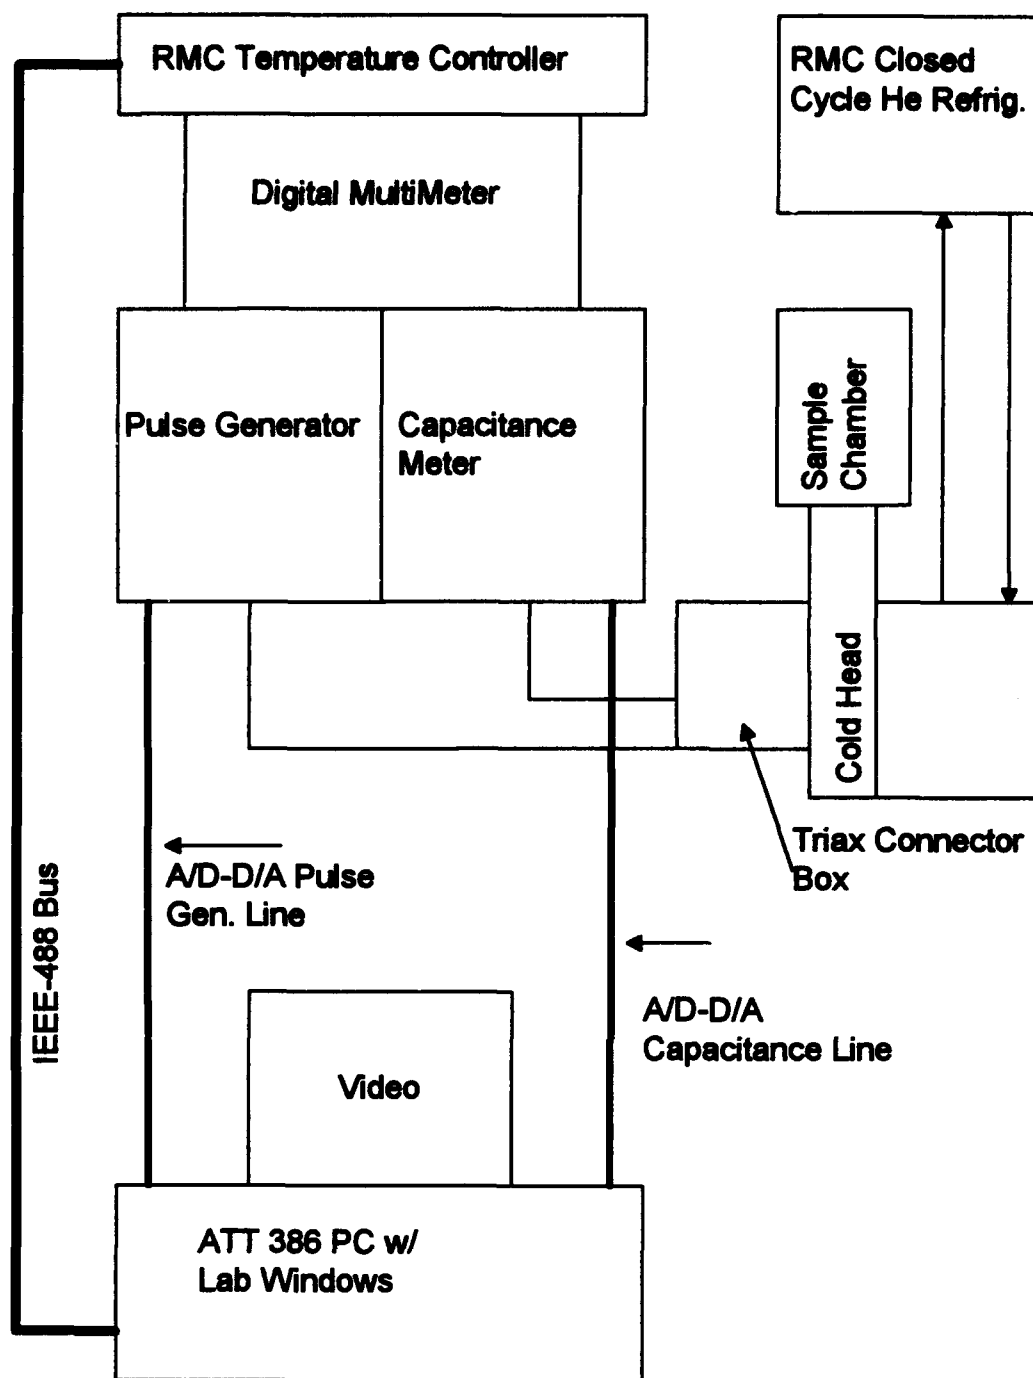 RMC Temperature Controller
RMC Closed
Cycle He Refrig.
Digital MultiMeter
Pulse Generator
Capacitance
Meter
Sample
Chamber
Cold Head
Triax Connector
Box
A/D-D/A Pulse
Gen. Line
IEEE-488 Bus
A/D-D/A
Capacitance Line
Video
ATT 386 PC w/
Lab Windows